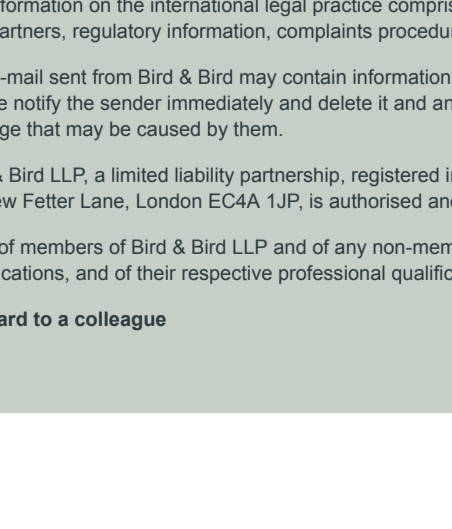 formation on the international legal practice compris
artners, regulatory information, complaints procedur
-mail sent from Bird & Bird may contain information
e notify the sender immediately and delete it and an
ge that may be caused by them.
& Bird LLP, a limited liability partnership, registered i
ew Fetter Lane, London EC4A 1JP, is authorised and
of members of Bird & Bird LLP and of any non-mem
cations, and of their respective professional qualific
ard to a colleague